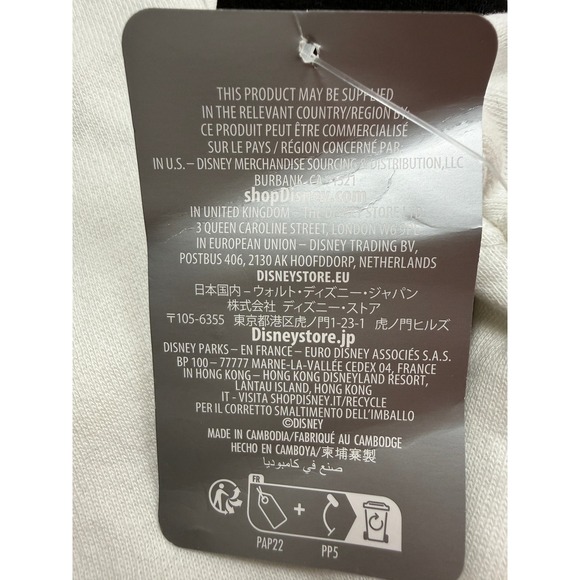 THIS PRODUCT MAY BE SUPPLIED
IN THE RELEVANT COUNTRY/REGION BY:
CE PRODUIT PEUT ÊTRE COMMERCIALISÉ
SUR LE PAYS / RÉGION CONCERNÉ PAR:
IN U.S. – DISNEY MERCHANDISE SOURCING & DISTRIBUTION, LLC
BURBANK, CA
shopDisney.com
IN UNITED KINGDOM – THE DISNEY STORE
3 QUEEN CAROLINE STREET, LONDON W6 9PE
IN EUROPEAN UNION – DISNEY TRADING BV,
POSTBUS 406, 2130 AK HOOFDDORP, NETHERLANDS
DISNEYSTORE.EU
日本国内 – ウォルト・ディズニー・ジャパン
株式会社 ディズニー・ストア
〒105-6355 東京都港区虎ノ門1-23-1 虎ノ門ヒルズ
Disneystore.jp
DISNEY PARKS – EN FRANCE – EURO DISNEY ASSOCIÉS S.A.S.
BP 100 – 77777 MARNE-LA-VALLÉE CEDEX 04, FRANCE
IN HONG KONG – HONG KONG DISNEYLAND RESORT,
LANTAU ISLAND, HONG KONG
IT - VISITA SHOPDISNEY.IT/RECYCLE
PER IL CORRETTO SMALTIMENTO DELL'IMBALLO
©DISNEY
MADE IN CAMBODIA/FABRIQUÉ AU CAMBODGE
HECHO EN CAMBOYA/柬埔寨製
صنع في كامبوديا
FR
+
PAP22 PP5